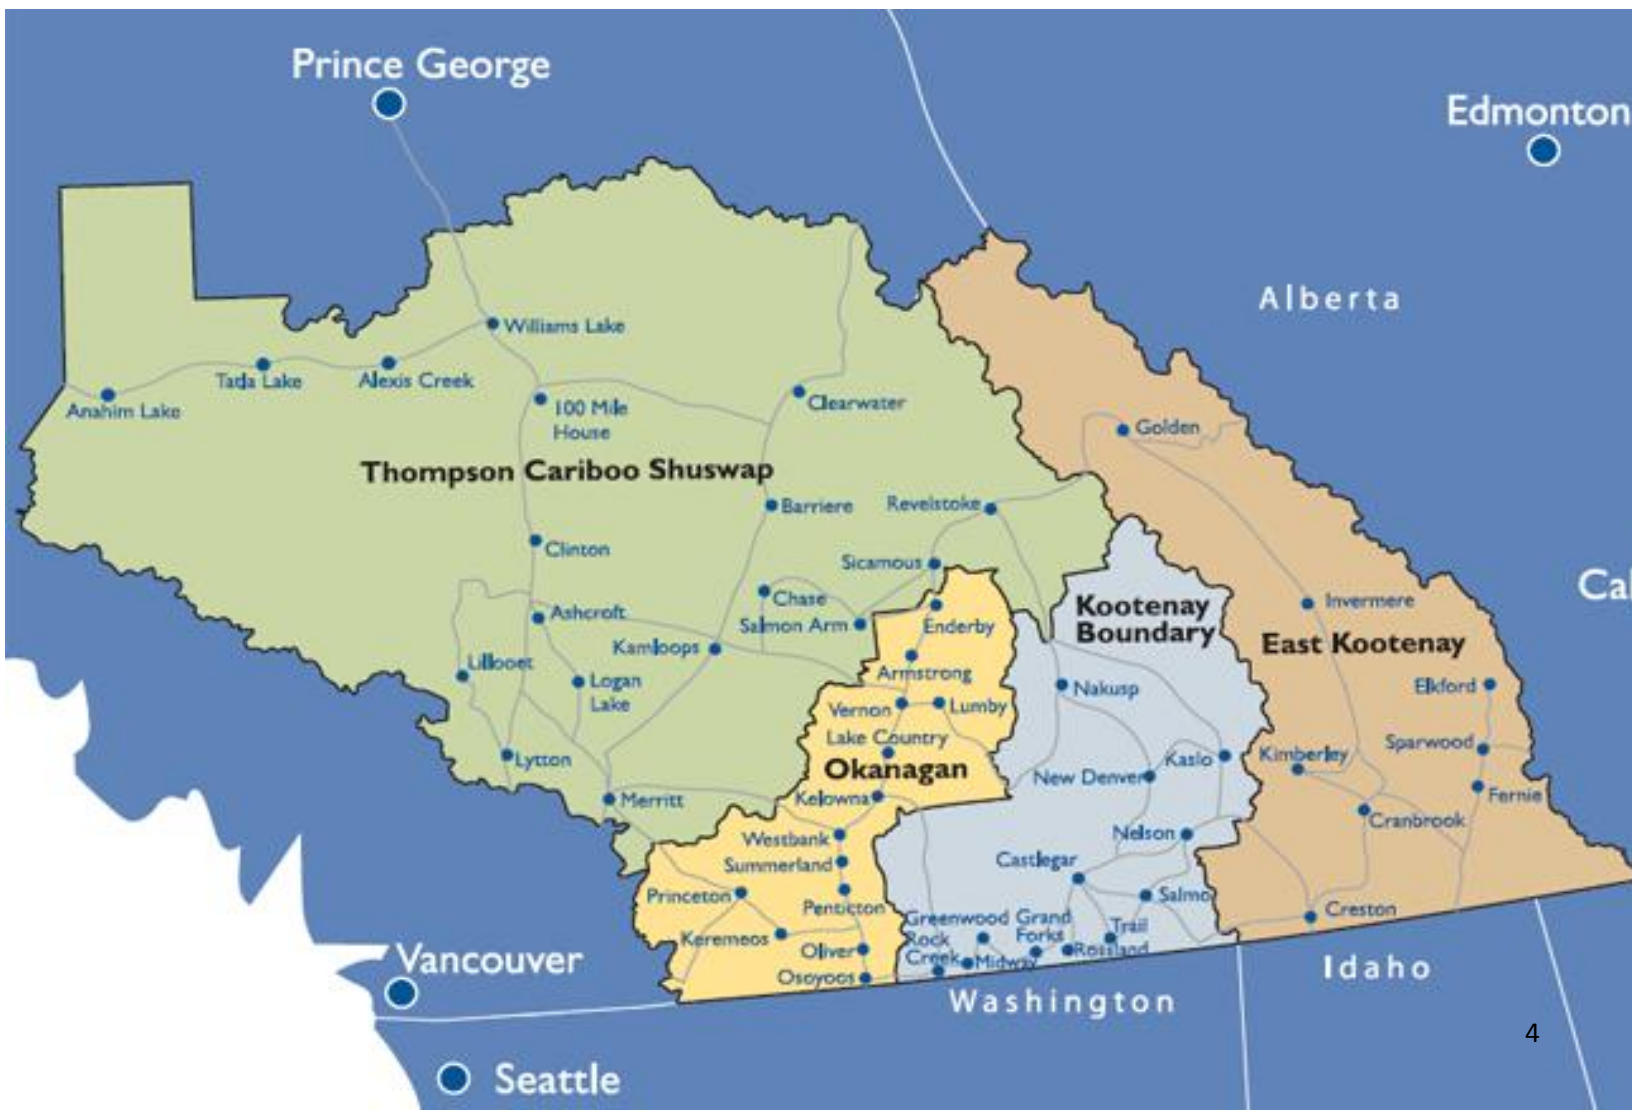 Prince George
Edmonton
Alberta
Williams Lake
Tatla Lake
Alexis Creek
Anahim Lake
100 Mile
House
Clearwater
Golden
Thompson Cariboo Shuswap
Barriere
Revelstoke
Clinton
Sicamous
Cal
Chase
Ashcroft
Salmon Arm
Enderby
Kootenay
Boundary
Invermere
East Kootenay
Kamloops
Lillooet
Logan
Lake
Armstrong
Nakusp
Elkford
Vernon
Lumby
Lake Country
Sparwood
Kimberley
Kaslo
Lytton
Okanagan
New Denver
Merritt
Kelowna
Fernie
Cranbrook
Westbank
Nelson
Summerland
Castlegar
Princeton
Penticton
Salmo
Creston
Greenwood
Grand
Forks
Trail
Keremeos
Rock
Creek
Oliver
Midway
Rossland
Osoyoos
Vancouver
Idaho
Washington
4
Seattle